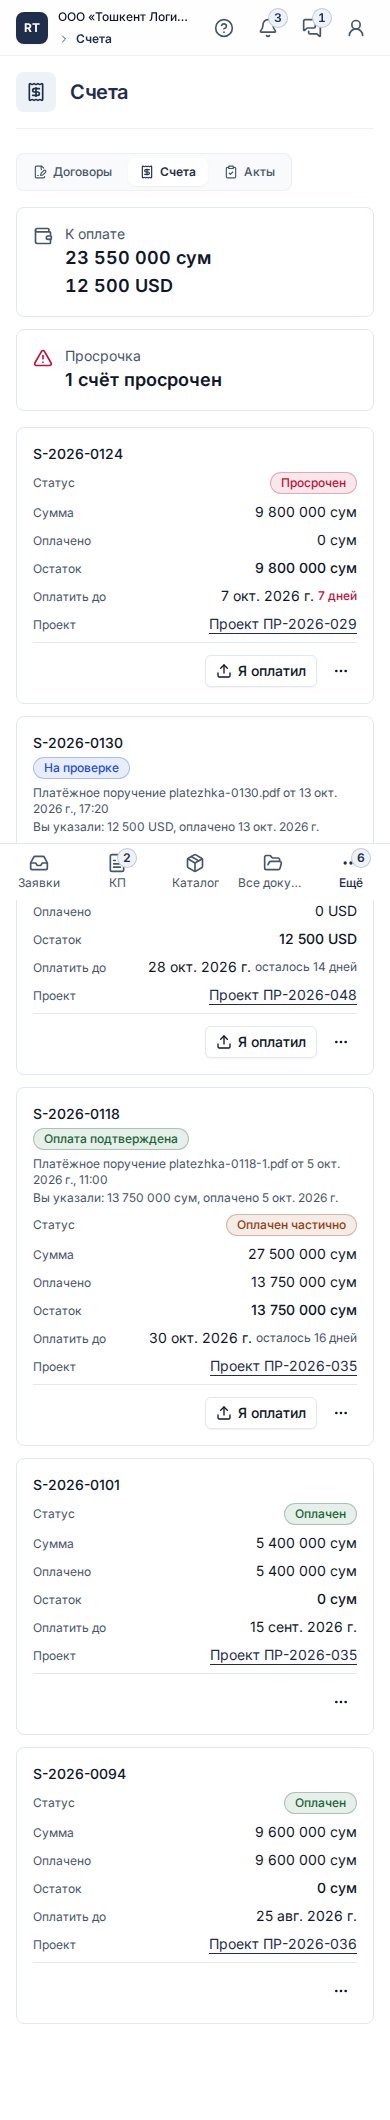 RT
ООО «Тошкент Логи...
Счета
3
1
Счета
Договоры
Счета
Акты
К оплате
23 550 000 сум
12 500 USD
Просрочка
1 счёт просрочен
S-2026-0124
Статус Просрочен
Сумма 9 800 000 сум
Оплачено 0 сум
Остаток 9 800 000 сум
Оплатить до 7 окт. 2026 г. 7 дней
Проект Проект ПР-2026-029
Я оплатил
S-2026-0130
На проверке
Платёжное поручение platezhka-0130.pdf от 13 окт.
2026 г., 17:20
Вы указали: 12 500 USD, оплачено 13 окт. 2026 г.
2
6
Заявки
КП
Каталог
Все доку...
Ещё
Оплачено 0 USD
Остаток 12 500 USD
Оплатить до 28 окт. 2026 г. осталось 14 дней
Проект Проект ПР-2026-048
Я оплатил
S-2026-0118
Оплата подтверждена
Платёжное поручение platezhka-0118-1.pdf от 5 окт.
2026 г., 11:00
Вы указали: 13 750 000 сум, оплачено 5 окт. 2026 г.
Статус Оплачен частично
Сумма 27 500 000 сум
Оплачено 13 750 000 сум
Остаток 13 750 000 сум
Оплатить до 30 окт. 2026 г. осталось 16 дней
Проект Проект ПР-2026-035
Я оплатил
S-2026-0101
Статус Оплачен
Сумма 5 400 000 сум
Оплачено 5 400 000 сум
Остаток 0 сум
Оплатить до 15 сент. 2026 г.
Проект Проект ПР-2026-035
S-2026-0094
Статус Оплачен
Сумма 9 600 000 сум
Оплачено 9 600 000 сум
Остаток 0 сум
Оплатить до 25 авг. 2026 г.
Проект Проект ПР-2026-036